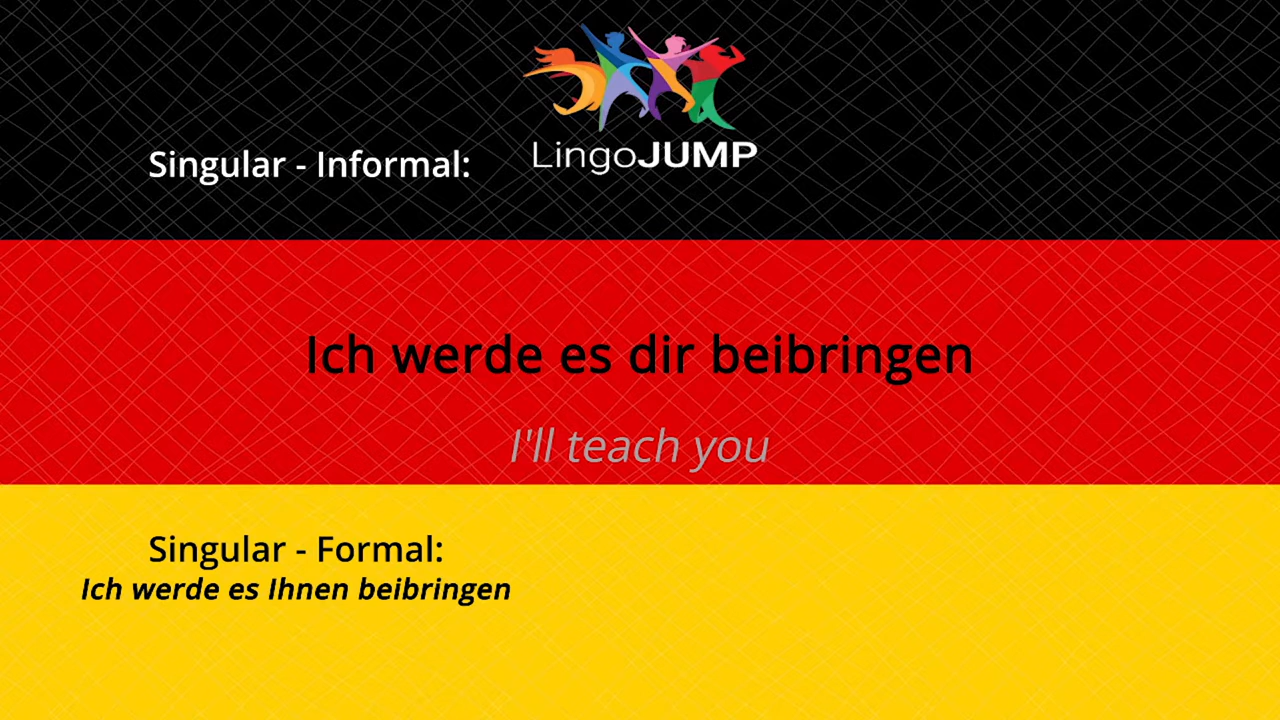 LingoJUMP
Singular - Informal:
Ich werde es dir beibringen
I'll teach you
Singular - Formal:
Ich werde es Ihnen beibringen